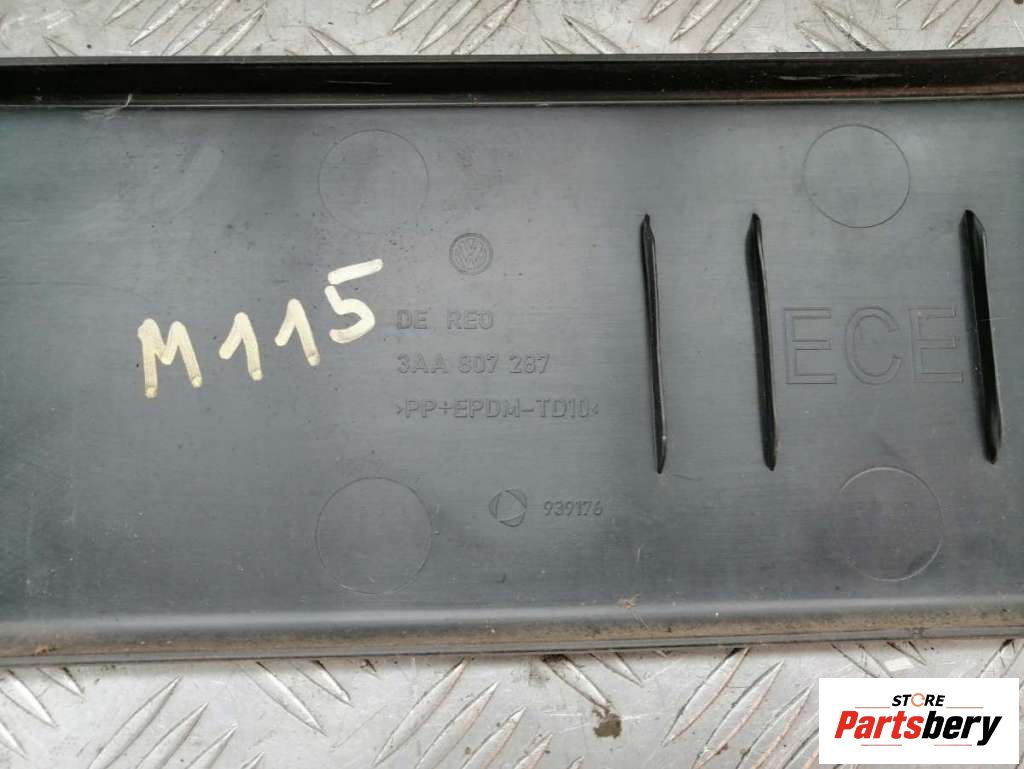 M115
DE REO
3AA 807 287
>PP+EPDM-TD10<
ECE
939176
STORE
Partsbery